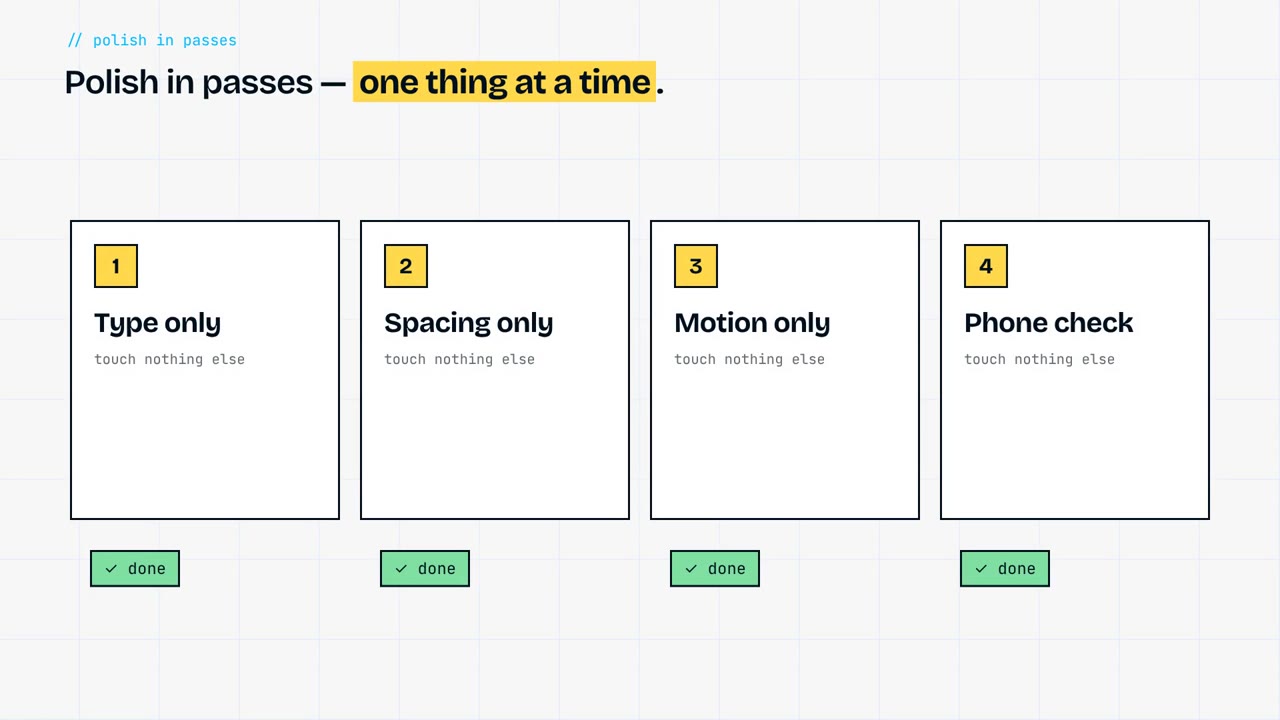 // polish in passes
Polish in passes — one thing at a time.
1
Type only
touch nothing else
2
Spacing only
touch nothing else
3
Motion only
touch nothing else
4
Phone check
touch nothing else
✓ done
✓ done
✓ done
✓ done